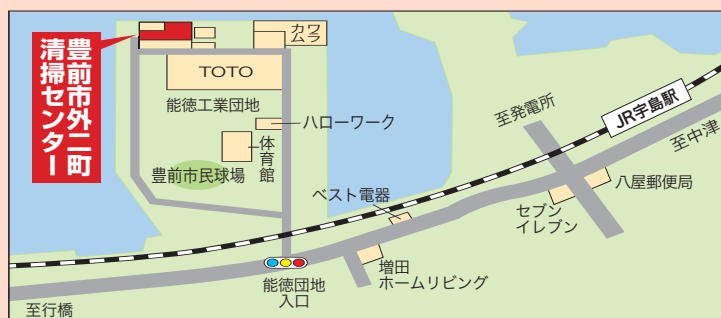 豊前市外二町
清掃センター
カワ
ムラ
TOTO
能徳工業団地
ハローワーク
体育館
豊前市民球場
至発電所
JR宇島駅
至中津
八屋郵便局
セブン
イレブン
ベスト電器
増田
ホームリビング
能徳団地
入口
至行橋